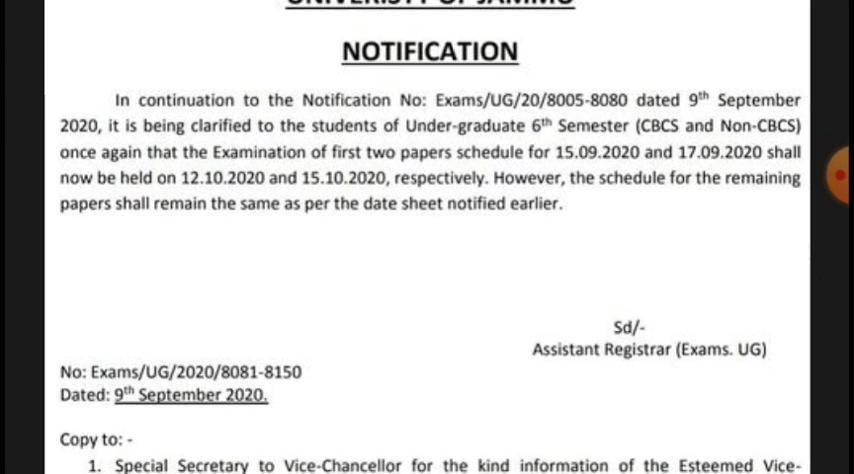 UNIVERISTY OF JAMMU
NOTIFICATION
In continuation to the Notification No: Exams/UG/20/8005-8080 dated 9th September
2020, it is being clarified to the students of Under-graduate 6th Semester (CBCS and Non-CBCS)
once again that the Examination of first two papers schedule for 15.09.2020 and 17.09.2020 shall
now be held on 12.10.2020 and 15.10.2020, respectively. However, the schedule for the remaining
papers shall remain the same as per the date sheet notified earlier.
Sd/-
Assistant Registrar (Exams. UG)
No: Exams/UG/2020/8081-8150
Dated: 9th September 2020.
Copy to: -
1. Special Secretary to Vice-Chancellor for the kind information of the Esteemed Vice-